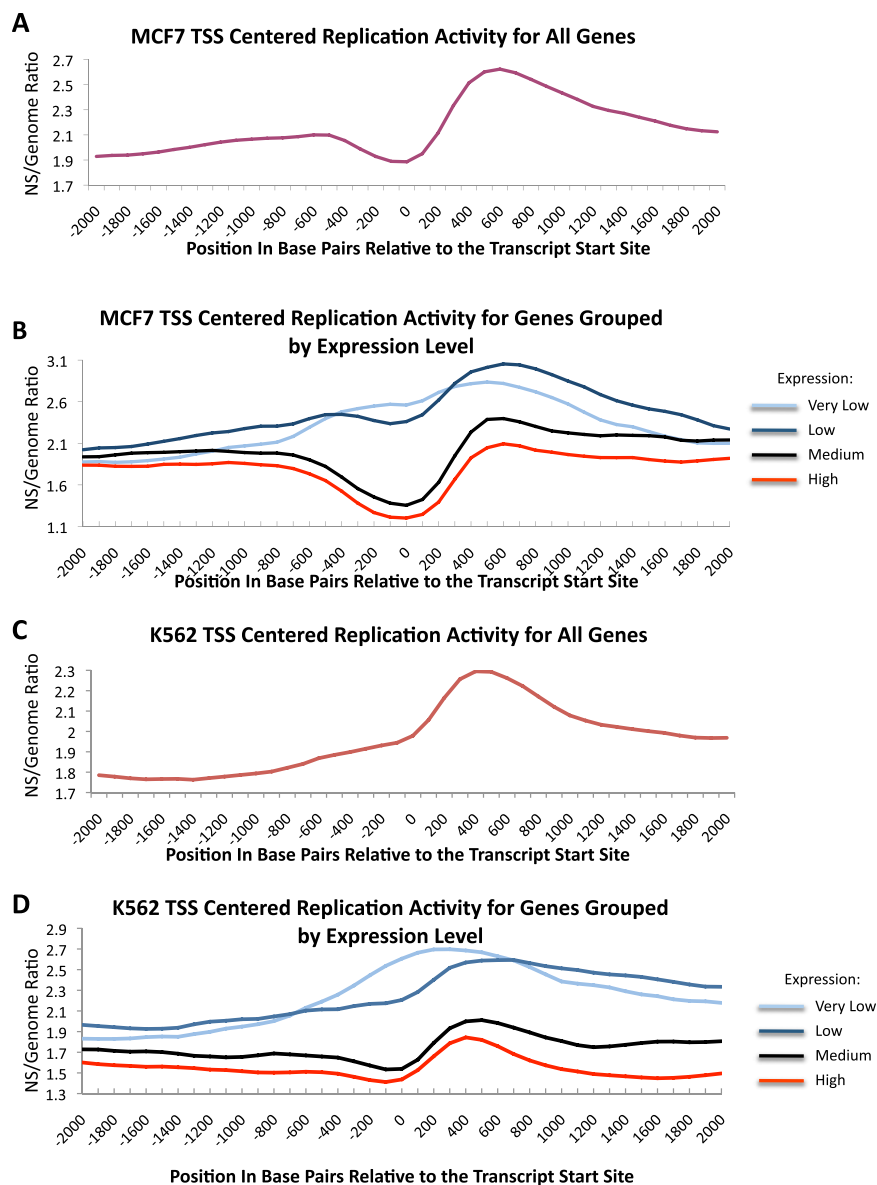 A
MCF7 TSS Centered Replication Activity for All Genes
NS/Genome Ratio
2.7
2.5
2.3
2.1
1.9
1.7
-2000 -1800 -1600 -1400 -1200 -1000 -800 -600 -400 -200 0 200 400 600 800 1000 1200 1400 1600 1800 2000
Position In Base Pairs Relative to the Transcript Start Site
B
MCF7 TSS Centered Replication Activity for Genes Grouped
by Expression Level
NS/Genome Ratio
3.1
2.6
2.1
1.6
1.1
-2000 -1800 -1600 -1400 -1200 -1000 -800 -600 -400 -200 0 200 400 600 800 1000 1200 1400 1600 1800 2000
Position In Base Pairs Relative to the Transcript Start Site
Expression:
Very Low
Low
Medium
High
C
K562 TSS Centered Replication Activity for All Genes
NS/Genome Ratio
2.3
2.2
2.1
2
1.9
1.8
1.7
-2000 -1800 -1600 -1400 -1200 -1000 -800 -600 -400 -200 0 200 400 600 800 1000 1200 1400 1600 1800 2000
Position In Base Pairs Relative to the Transcript Start Site
D
K562 TSS Centered Replication Activity for Genes Grouped
by Expression Level
NS/Genome Ratio
2.9
2.7
2.5
2.3
2.1
1.9
1.7
1.5
1.3
-2000 -1800 -1600 -1400 -1200 -1000 -800 -600 -400 -200 0 200 400 600 800 1000 1200 1400 1600 1800 2000
Position In Base Pairs Relative to the Transcript Start Site
Expression:
Very Low
Low
Medium
High